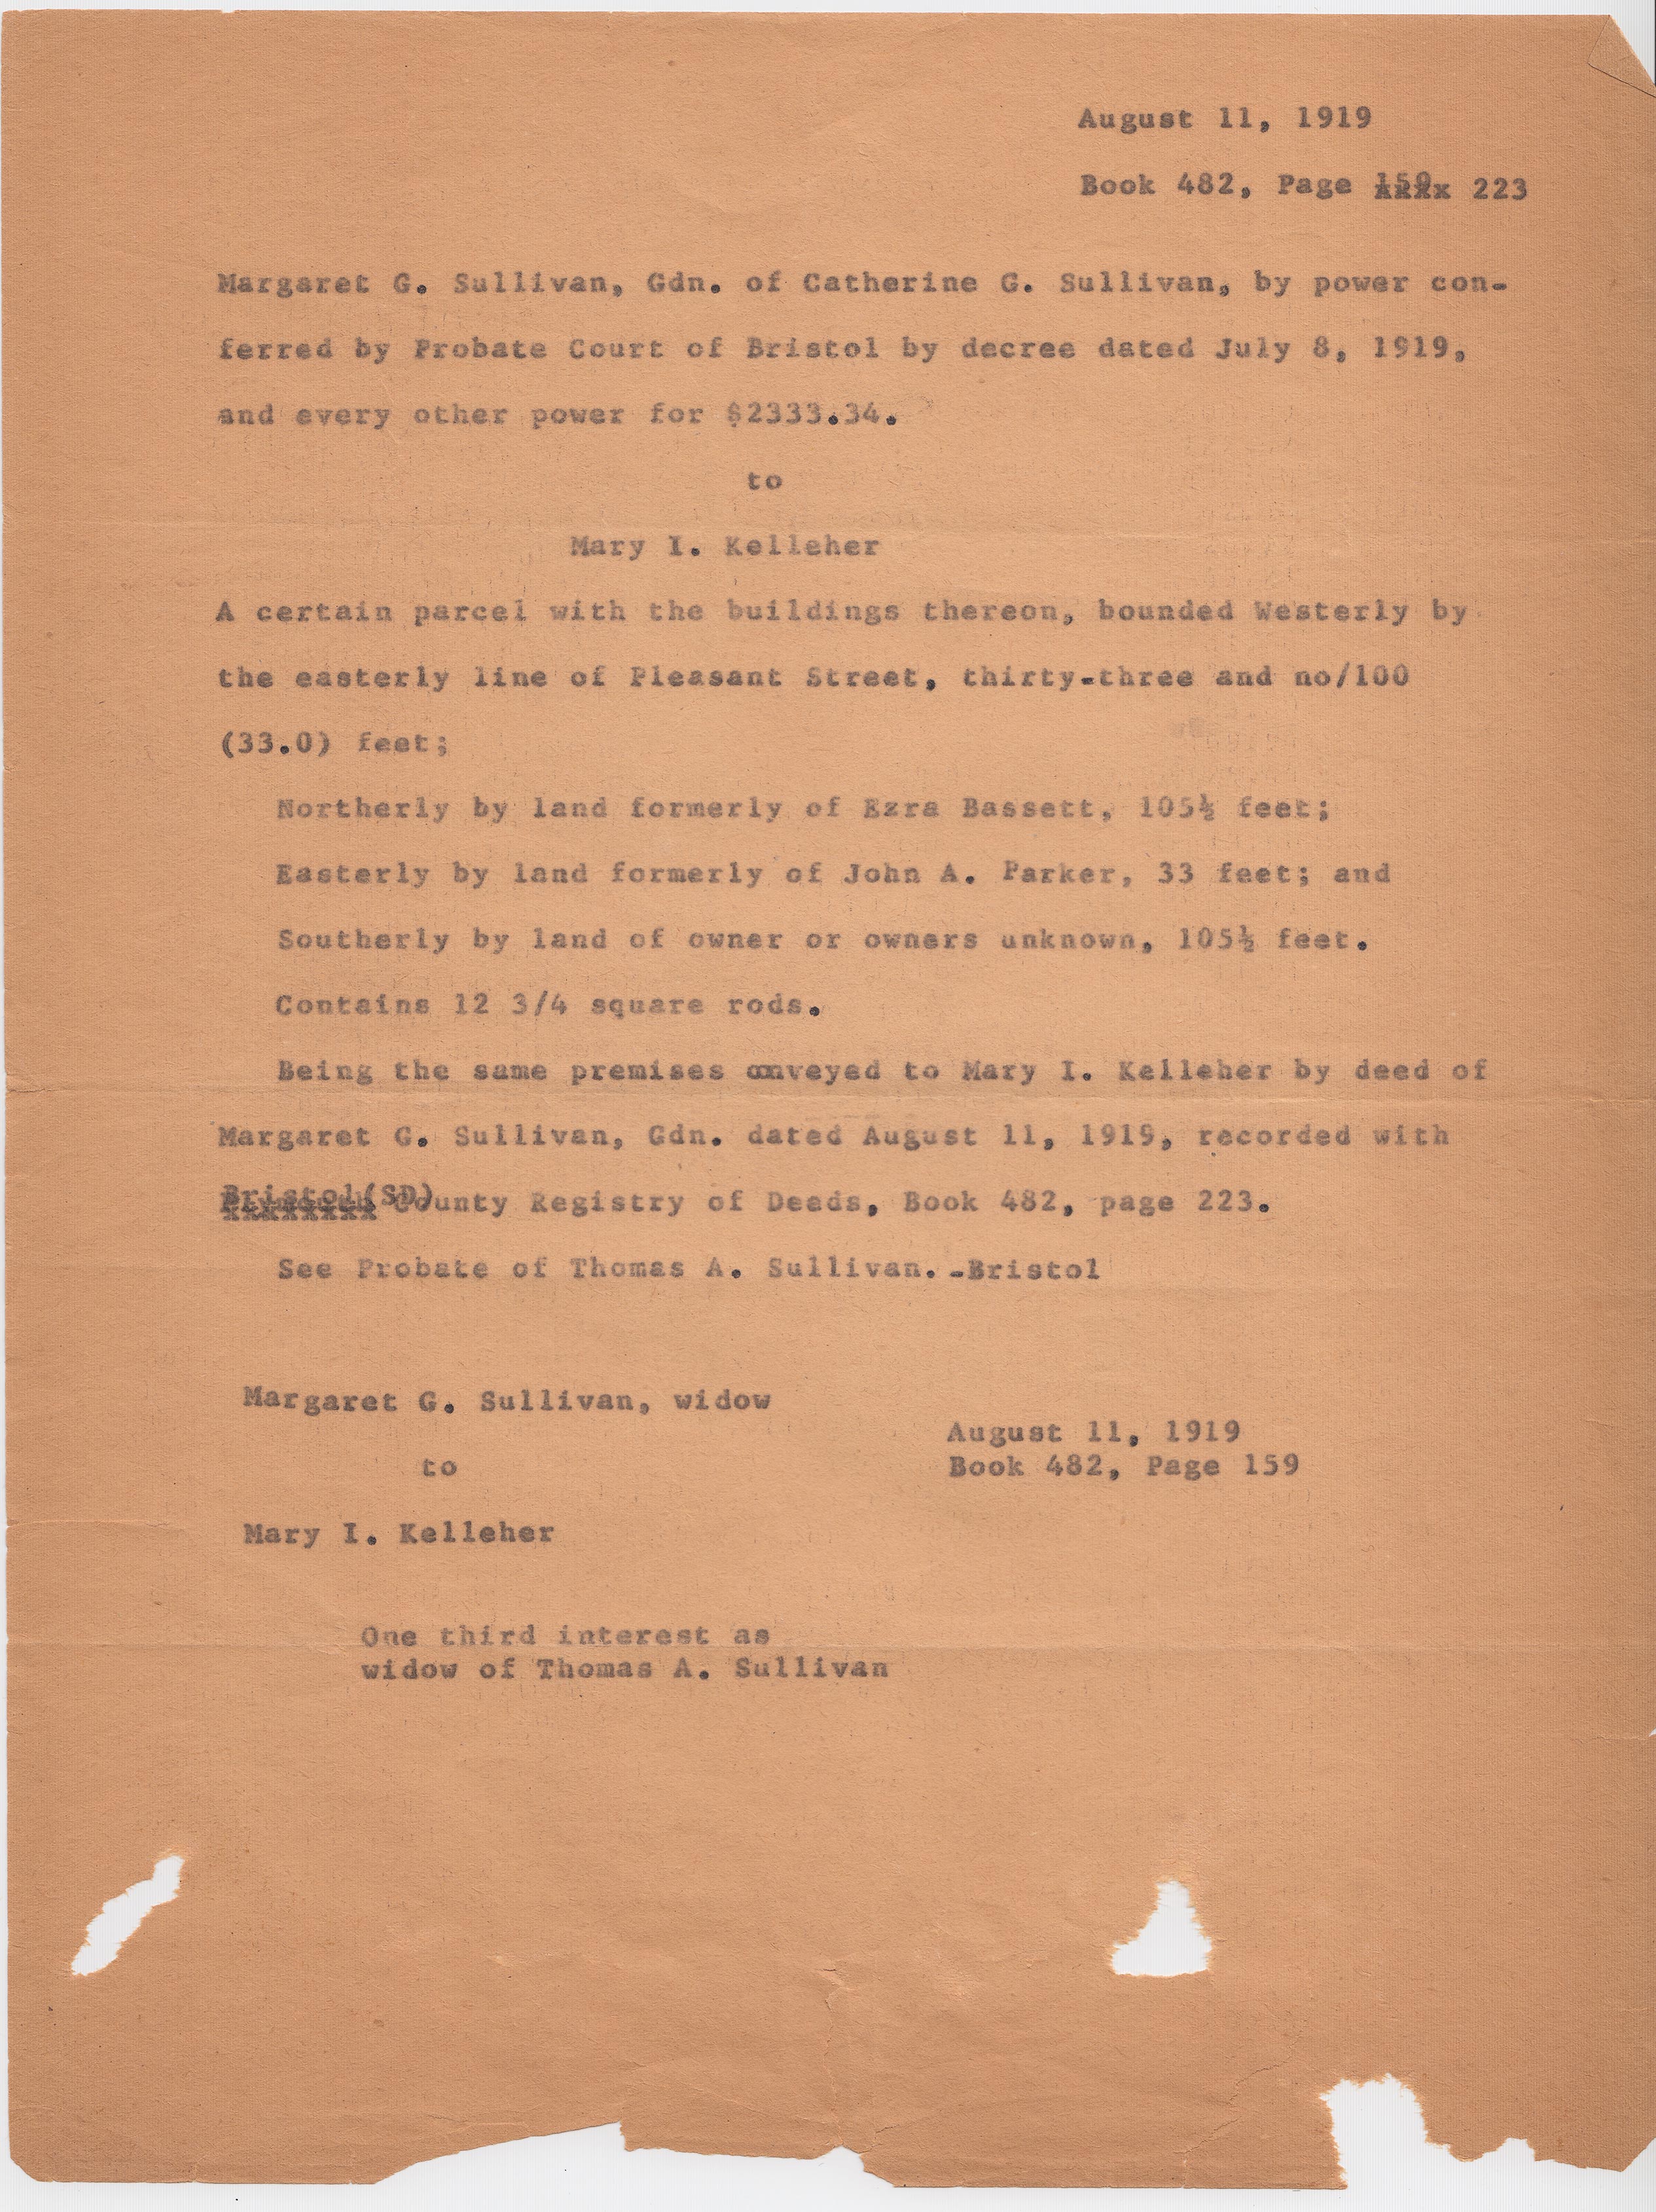 August 11, 1919
Book 482, Page 159 223
Margaret G. Sullivan, Gdn. of Catherine G. Sullivan, by power con-
ferred by Probate Court of Bristol by decree dated July 8, 1919,
and every other power for $2333.34.
to
Mary I. Kelleher
A certain parcel with the buildings thereon, bounded Westerly by
the easterly line of Pleasant Street, thirty-three and no/100
(33.0) feet;
Northerly by land formerly of Ezra Bassett, 105½ feet;
Easterly by land formerly of John A. Parker, 33 feet; and
Southerly by land of owner or owners unknown, 105½ feet.
Contains 12 3/4 square rods.
Being the same premises onveyed to Mary I. Kelleher by deed of
Margaret G. Sullivan, Gdn. dated August 11, 1919, recorded with
Bristol(SD)
Plymouth County Registry of Deeds, Book 482, page 223.
See Probate of Thomas A. Sullivan.-Bristol
Margaret G. Sullivan, widow
August 11, 1919
to
Book 482, Page 159
Mary I. Kelleher
One third interest as
widow of Thomas A. Sullivan